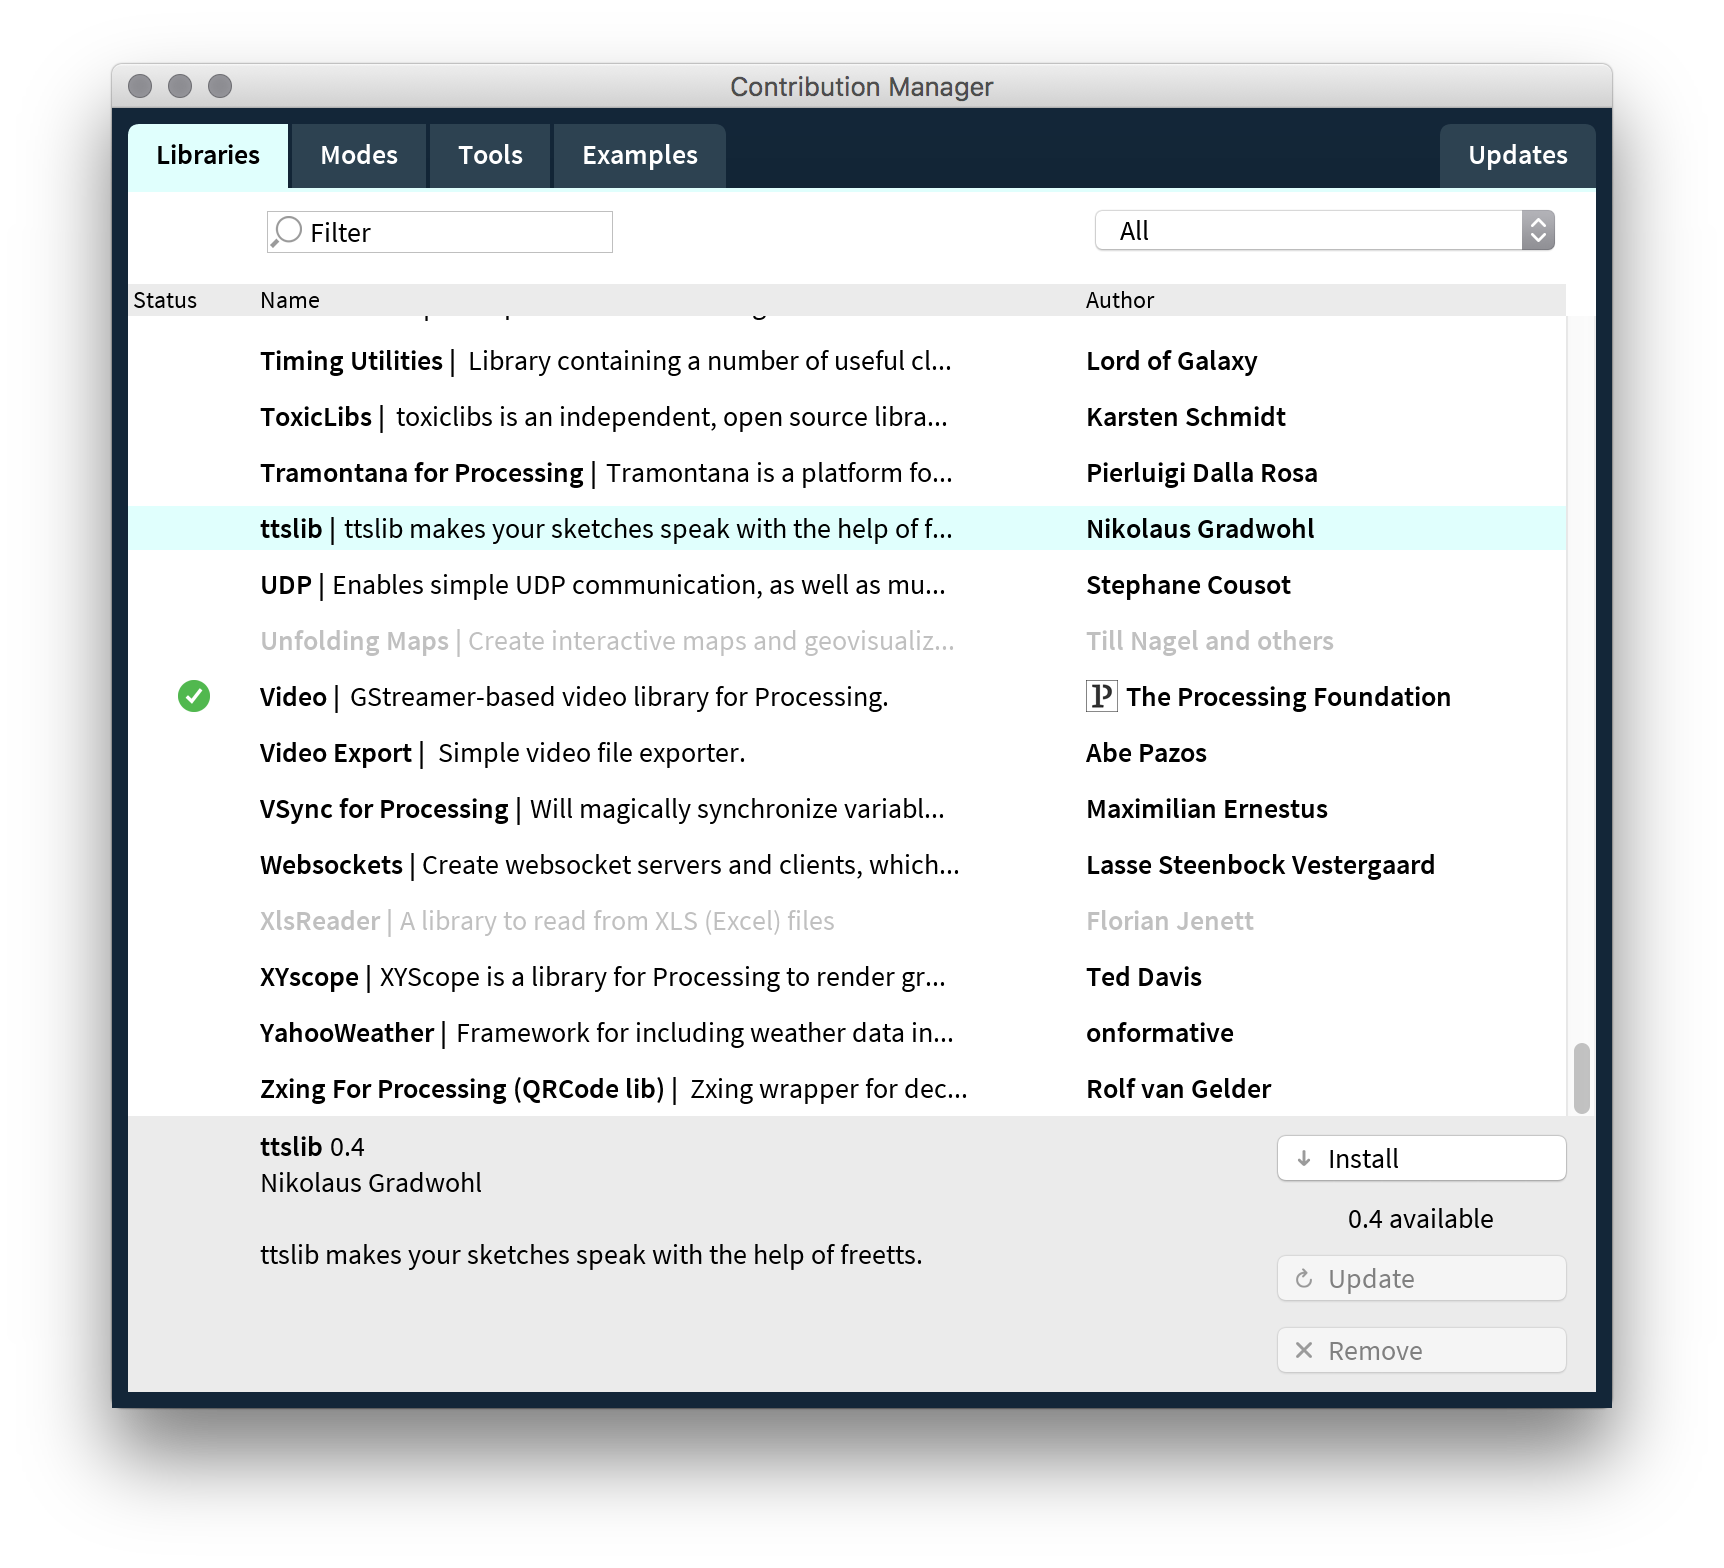 Contribution Manager
Libraries Modes Tools Examples Updates
Filter All
Status Name Author
Timing Utilities | Library containing a number of useful cl... Lord of Galaxy
ToxicLibs | toxiclibs is an independent, open source libra... Karsten Schmidt
Tramontana for Processing | Tramontana is a platform fo... Pierluigi Dalla Rosa
ttslib | ttslib makes your sketches speak with the help of f... Nikolaus Gradwohl
UDP | Enables simple UDP communication, as well as mu... Stephane Cousot
Unfolding Maps | Create interactive maps and geovisualiz... Till Nagel and others
Video | GStreamer-based video library for Processing. P The Processing Foundation
Video Export | Simple video file exporter. Abe Pazos
VSync for Processing | Will magically synchronize variabl... Maximilian Ernestus
Websockets | Create websocket servers and clients, which... Lasse Steenbock Vestergaard
XlsReader | A library to read from XLS (Excel) files Florian Jenett
XYscope | XYScope is a library for Processing to render gr... Ted Davis
YahooWeather | Framework for including weather data in... onformative
Zxing For Processing (QRCode lib) | Zxing wrapper for dec... Rolf van Gelder
ttslib 0.4
Nikolaus Gradwohl
ttslib makes your sketches speak with the help of freetts.
Install
0.4 available
Update
Remove